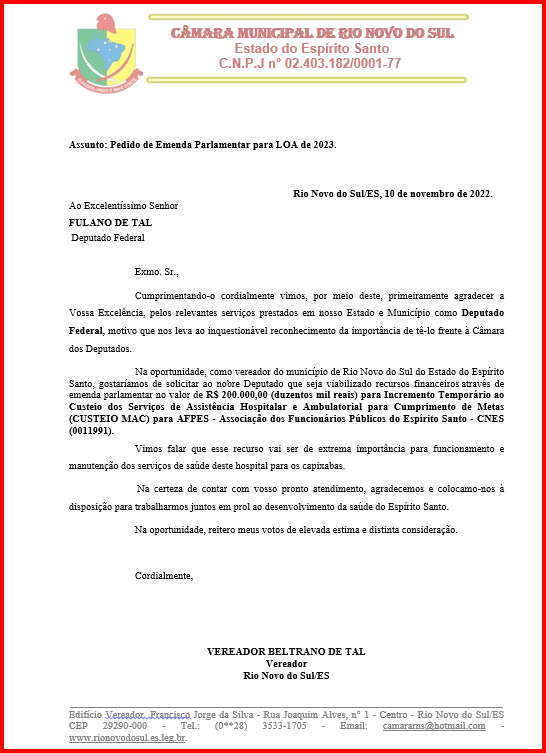 CÂMARA MUNICIPAL DE RIO NOVO DO SUL
Estado do Espírito Santo
C.N.P.J n° 02.403.182/0001-77
Assunto: Pedido de Emenda Parlamentar para LOA de 2023.
Rio Novo do Sul/ES, 10 de novembro de 2022.
Ao Excelentíssimo Senhor
FULANO DE TAL
Deputado Federal
Exmo. Sr.,
Cumprimentando-o cordialmente vimos, por meio deste, primeiramente agradecer a
Vossa Excelência, pelos relevantes serviços prestados em nosso Estado e Município como Deputado
Federal, motivo que nos leva ao inquestionável reconhecimento da importância de tê-lo frente à Câmara
dos Deputados.
Na oportunidade, como vereador do município de Rio Novo do Sul do Estado do Espírito
Santo, gostaríamos de solicitar ao nobre Deputado que seja viabilizado recursos financeiros através de
emenda parlamentar no valor de R$ 200.000,00 (duzentos mil reais) para Incremento Temporário ao
Custeio dos Serviços de Assistência Hospitalar e Ambulatorial para Cumprimento de Metas
(CUSTEIO MAC) para AFPES - Associação dos Funcionários Públicos do Espírito Santo - CNES
(0011991).
Vimos falar que esse recurso vai ser de extrema importância para funcionamento e
manutenção dos serviços de saúde deste hospital para os capixabas.
Na certeza de contar com vosso pronto atendimento, agradecemos e colocamo-nos à
disposição para trabalharmos juntos em prol ao desenvolvimento da saúde do Espírito Santo.
Na oportunidade, reitero meus votos de elevada estima e distinta consideração.
Cordialmente,
VEREADOR BELTRANO DE TAL
Vereador
Rio Novo do Sul/ES
Edifício Vereador Francisco Jorge da Silva - Rua Joaquim Alves, n° 1 - Centro - Rio Novo do Sul/ES
CEP 29290-000 - Tel.: (0**28) 3533-1705 - Email: camararns@hotmail.com -
www.rionovodosul.es.leg.br.